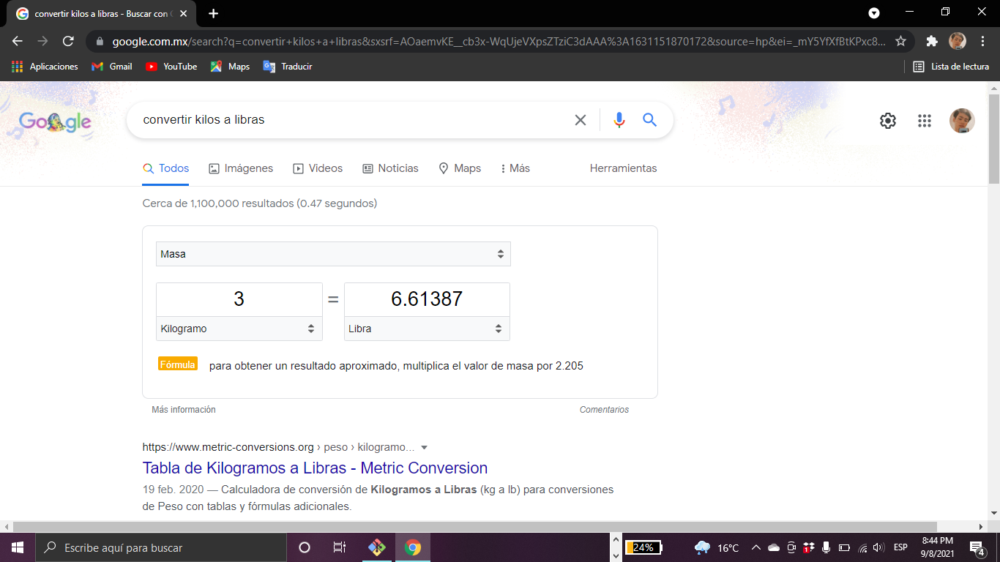 convertir kilos a libras - Buscar con
google.com.mx/search?q=convertir+kilos+a+libras&sxsrf=AOaemvKE__cb3x-WqUjeVXpsZTziC3dAAA%3A1631151870172&source=hp&ei=_mY5YfXfBtKPxc8...
Aplicaciones Gmail YouTube Maps Traducir Lista de lectura
Google
convertir kilos a libras
Todos Imágenes Videos Noticias Maps Más Herramientas
Cerca de 1,100,000 resultados (0.47 segundos)
Masa
3 = 6.61387
Kilogramo Libra
Fórmula para obtener un resultado aproximado, multiplica el valor de masa por 2.205
Más información Comentarios
https://www.metric-conversions.org › peso › kilogramo...
Tabla de Kilogramos a Libras - Metric Conversion
19 feb. 2020 — Calculadora de conversión de Kilogramos a Libras (kg a lb) para conversiones
de Peso con tablas y fórmulas adicionales.
Escribe aquí para buscar 24% 16°C ESP 8:44 PM
9/8/2021 4